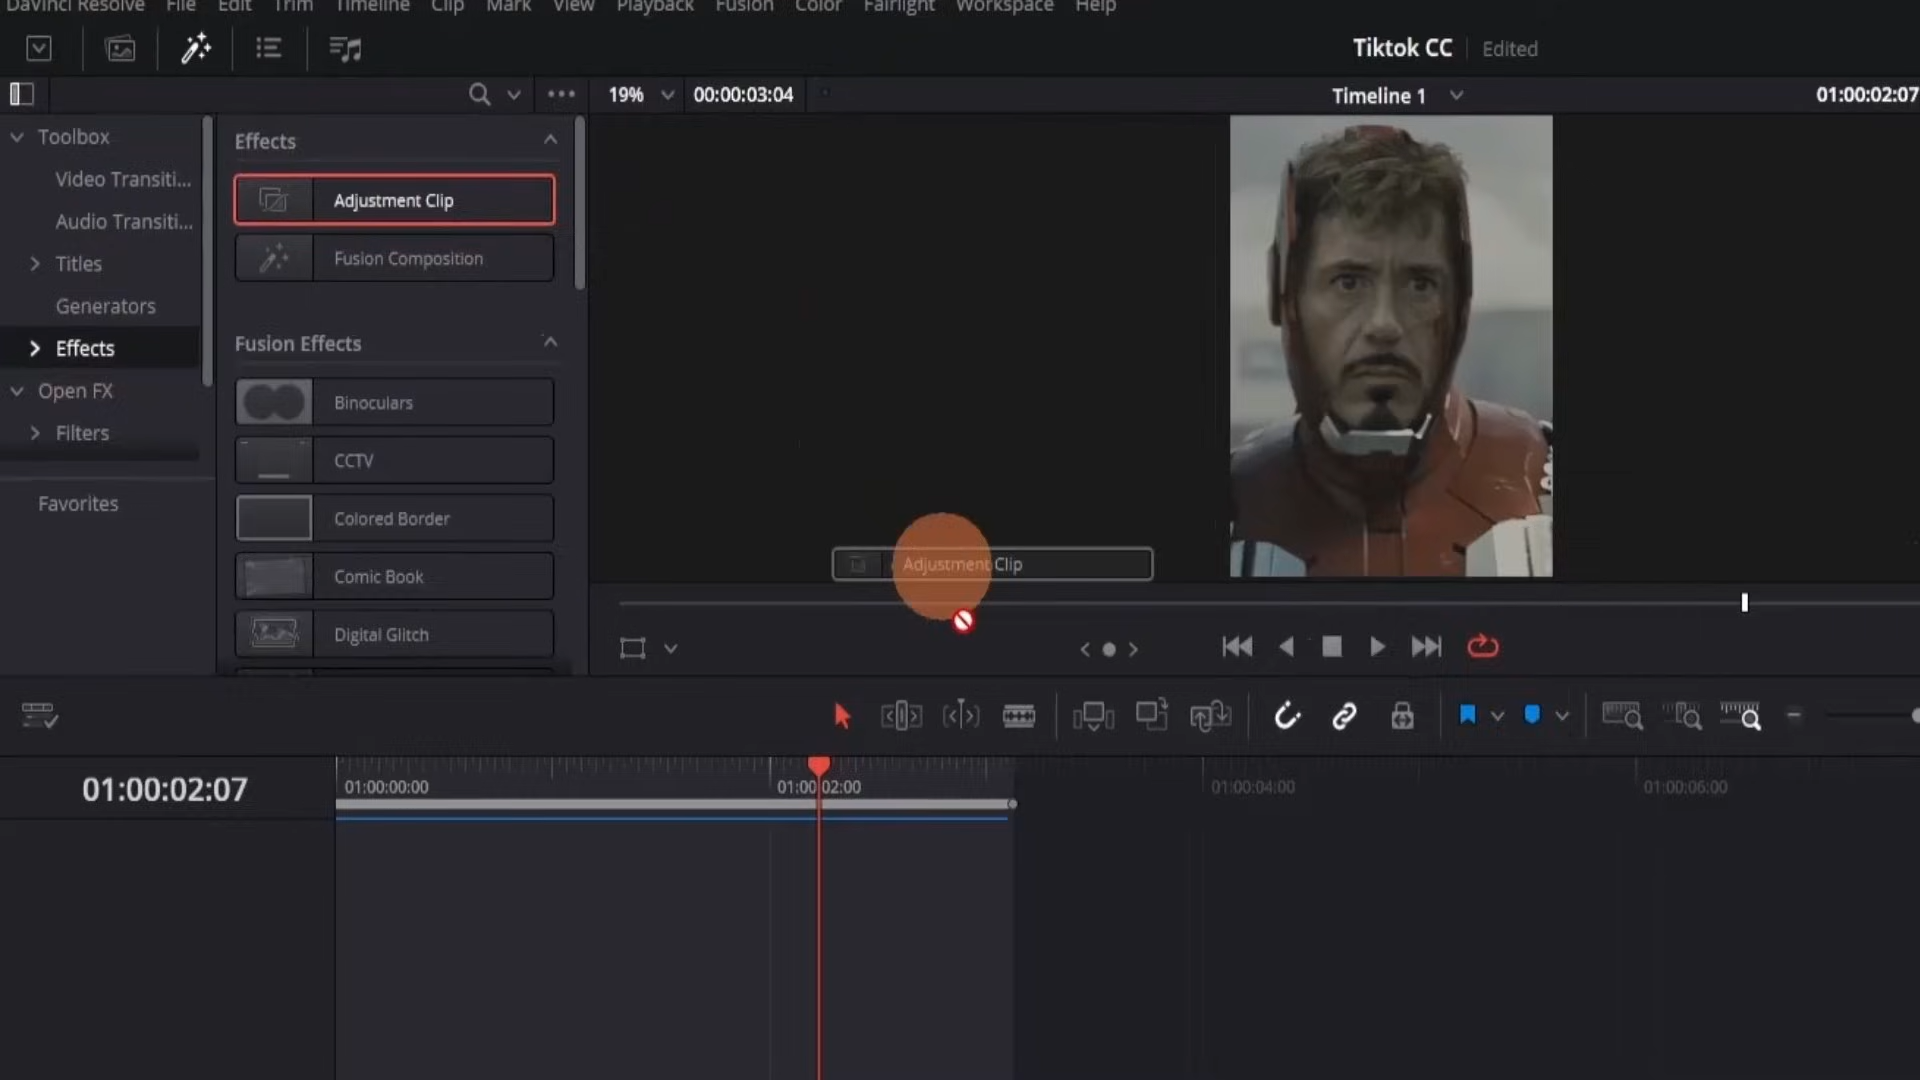 DaVinci Resolve File Edit Trim Timeline Clip Mark View Playback Fusion Color Fairlight Workspace Help
Tiktok CC Edited
19% 00:00:03:04 Timeline 1 01:00:02:07
Toolbox
Video Transiti...
Audio Transiti...
Titles
Generators
Effects
Open FX
Filters
Favorites
Effects
Adjustment Clip
Fusion Composition
Fusion Effects
Binoculars
CCTV
Colored Border
Comic Book
Digital Glitch
Adjustment Clip
01:00:02:07
01:00:00:00 01:00:02:00 01:00:04:00 01:00:06:00